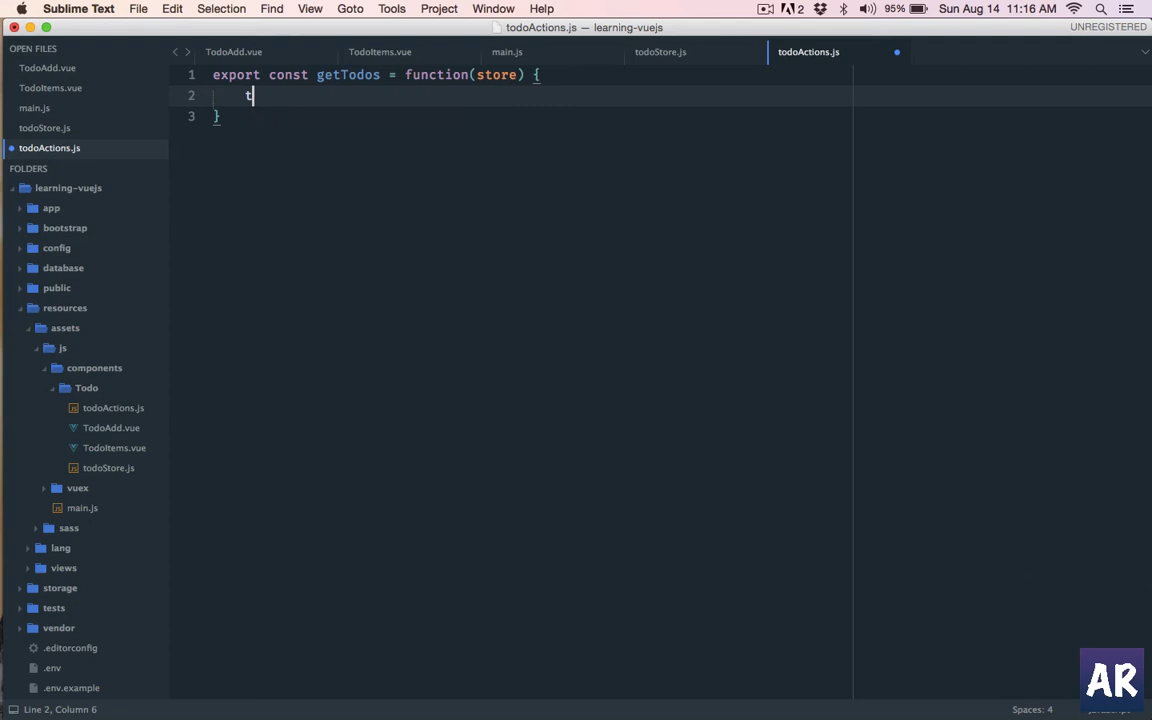 Sublime Text File Edit Selection Find View Goto Tools Project Window Help 2 95% Sun Aug 14 11:16 AM
todoActions.js — learning-vuejs UNREGISTERED
OPEN FILES
TodoAdd.vue
TodoItems.vue
main.js
todoStore.js
todoActions.js
FOLDERS
learning-vuejs
app
bootstrap
config
database
public
resources
assets
js
components
Todo
todoActions.js
TodoAdd.vue
TodoItems.vue
todoStore.js
vuex
main.js
sass
lang
views
storage
tests
vendor
.editorconfig
.env
.env.example
TodoAdd.vue TodoItems.vue main.js todoStore.js todoActions.js
1 export const getTodos = function(store) {
2 t
3 }
AR
Line 2, Column 6 Spaces: 4 JavaScript